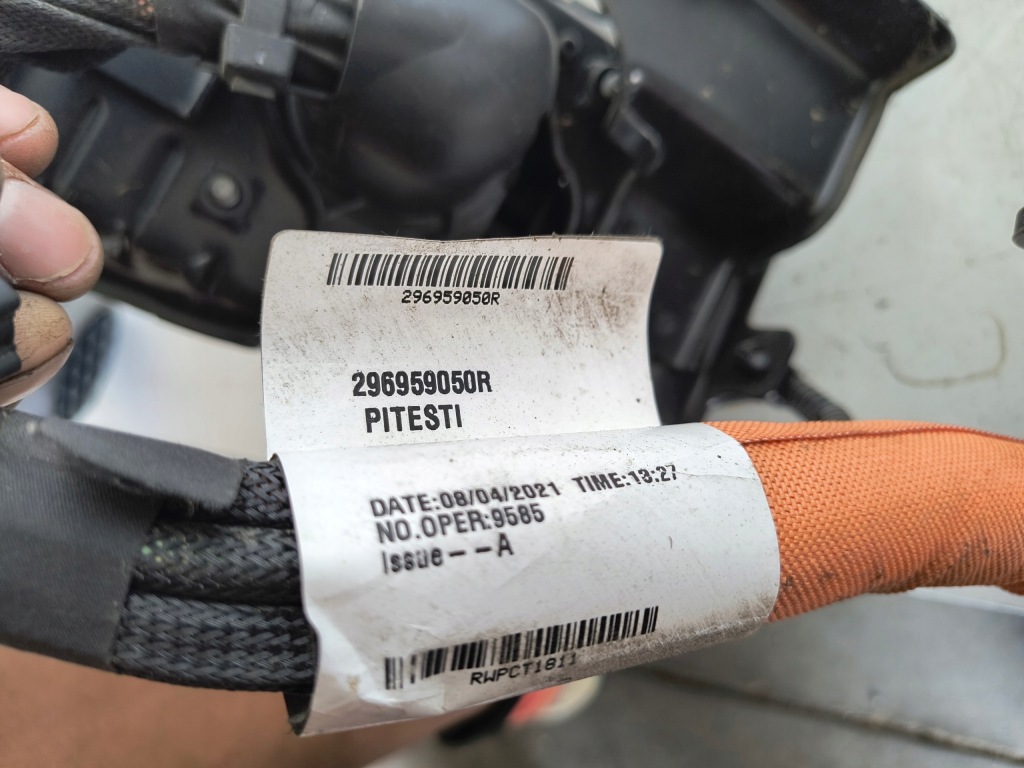 296959050R
296959050R
PITESTI
DATE:08/04/2021 TIME:13:27
NO.OPER:9585
Issue--A
RWPCT1811